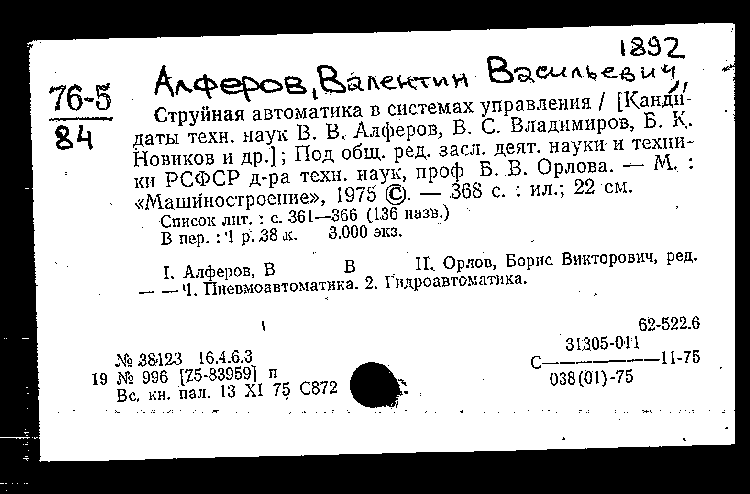 1892
Алферов, Валентин Васильевич,
76-5
84
Струйная автоматика в системах управления / [Канди-
даты техн. наук В. В. Алферов, В. С. Владимиров, Б. К.
Новиков и др.]; Под общ. ред. засл. деят. науки и техни-
ки РСФСР д-ра техн. наук, проф Б. В. Орлова. — М. :
«Машиностроение», 1975 ©. — 368 с. : ил.; 22 см.
Список лит. : с. 361—366 (136 назв.)
В пер. : 1 р. 38 к. 3.000 экз.
I. Алферов, В В II. Орлов, Борис Викторович, ред.
— — 1. Пневмоавтоматика. 2. Гидроавтоматика.
62-522.6
№ 38123 16.4.6.3
19 № 996 [75-83959] п
Вс. кн. пал. 13 XI 75 С872
31305-011
С————11-75
038(01)-75